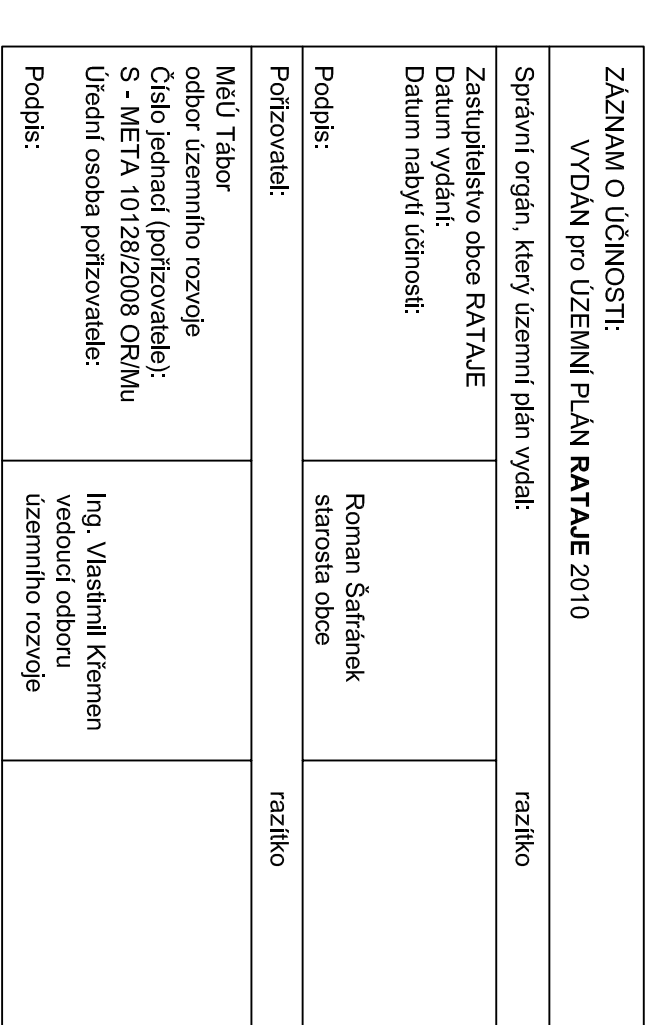 ZÁZNAM O ÚČINOSTI:
VYDÁN pro ÚZEMNÍ PLÁN RATAJE 2010
Správní orgán, který územní plán vydal:
razítko
Zastupitelstvo obce RATAJE
Datum vydání:
Datum nabytí účinosti:
Podpis:
Roman Šafránek
starosta obce
Pořizovatel:
razítko
MěÚ Tábor
odbor územního rozvoje
Číslo jednací (pořizovatele):
S - META 10128/2008 OR/Mu
Úřední osoba pořizovatele:
Podpis:
Ing. Vlastimil Křemen
vedoucí odboru
územního rozvoje